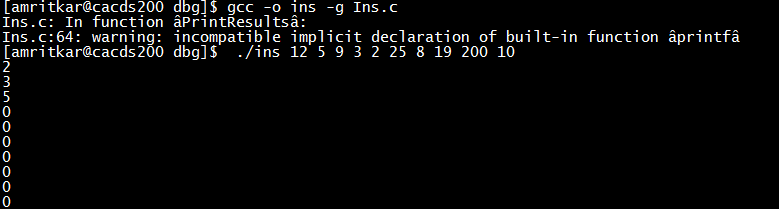 [amritkar@cacds200 dbg]$ gcc -o ins -g Ins.c
Ins.c: In function âPrintResultsâ:
Ins.c:64: warning: incompatible implicit declaration of built-in function âprintfâ
[amritkar@cacds200 dbg]$  ./ins 12 5 9 3 2 25 8 19 200 10
2
3
5
0
0
0
0
0
0
0